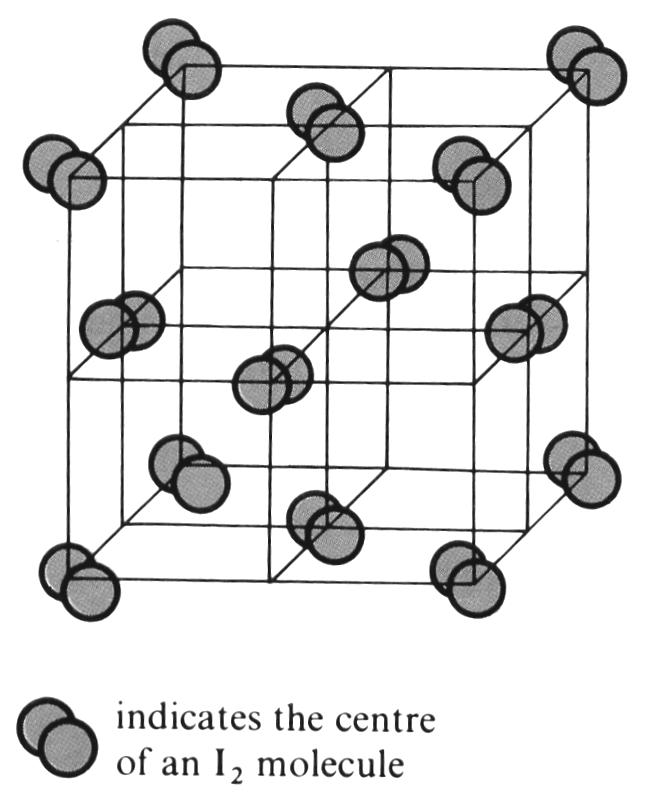 indicates the centre
of an I₂ molecule